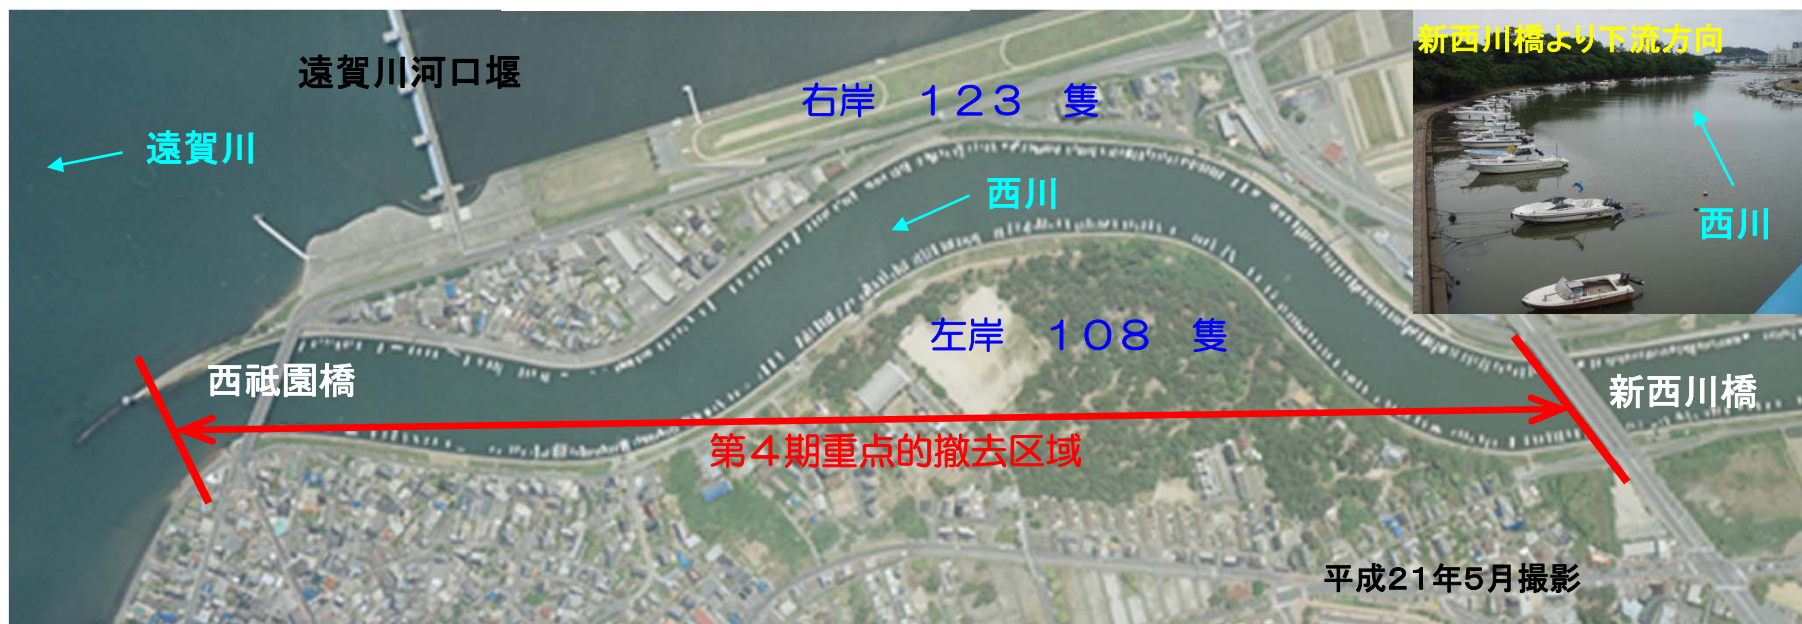 新西川橋より下流方向
遠賀川河口堰
右岸　１２３　隻
遠賀川
西川
西川
左岸　１０８　隻
西祇園橋
新西川橋
第４期重点的撤去区域
平成21年5月撮影